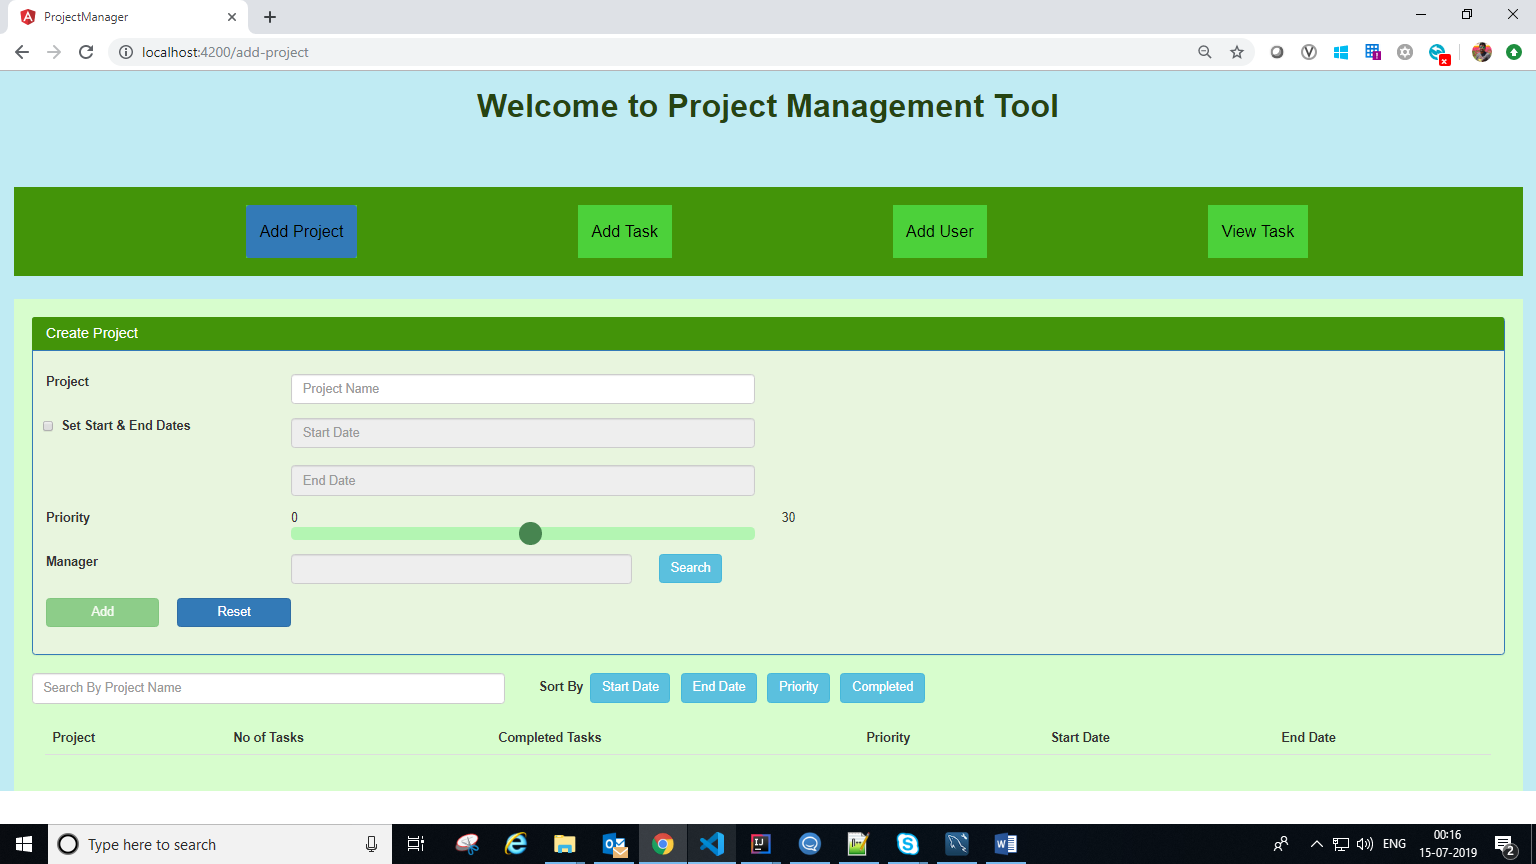 ProjectManager
localhost:4200/add-project
Welcome to Project Management Tool
Add Project Add Task Add User View Task
Create Project
Project Project Name
Set Start & End Dates Start Date
End Date
Priority 0 30
Manager Search
Add Reset
Search By Project Name Sort By Start Date End Date Priority Completed
Project No of Tasks Completed Tasks Priority Start Date End Date
Type here to search
ENG
00:16
15-07-2019
2